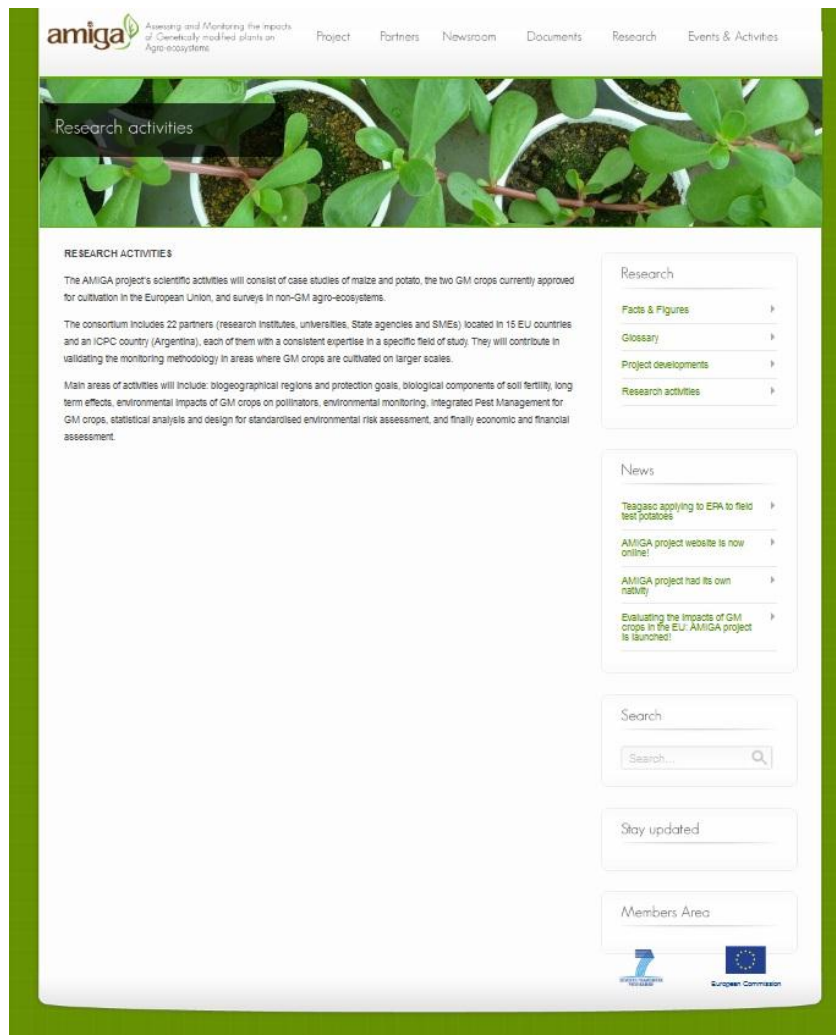 amiga
Assessing and Monitoring the Impacts
of Genetically modified plants on
Agro-ecosystems
Project Partners Newsroom Documents Research Events & Activities
Research activities
RESEARCH ACTIVITIES
The AMIGA project's scientific activities will consist of case studies of maize and potato, the two GM crops currently approved
for cultivation in the European Union, and surveys in non-GM agro-ecosystems.
The consortium includes 22 partners (research institutes, universities, State agencies and SMEs) located in 15 EU countries
and an ICPC country (Argentina), each of them with a consistent expertise in a specific field of study. They will contribute in
validating the monitoring methodology in areas where GM crops are cultivated on larger scales.
Main areas of activities will include: biogeographical regions and protection goals, biological components of soil fertility, long
term effects, environmental impacts of GM crops on pollinators, environmental monitoring, Integrated Pest Management for
GM crops, statistical analysis and design for standardised environmental risk assessment, and finally economic and financial
assessment.
Research
Facts & Figures
Glossary
Project developments
Research activities
News
Teagasc applying to EPA to field
test potatoes
AMIGA project website is now
online!
AMIGA project had its own
nativity
Evaluating the impacts of GM
crops in the EU: AMIGA project
is launched!
Search
Search...
Stay updated
Members Area
SEVENTH FRAMEWORK
PROGRAMME
European Commission